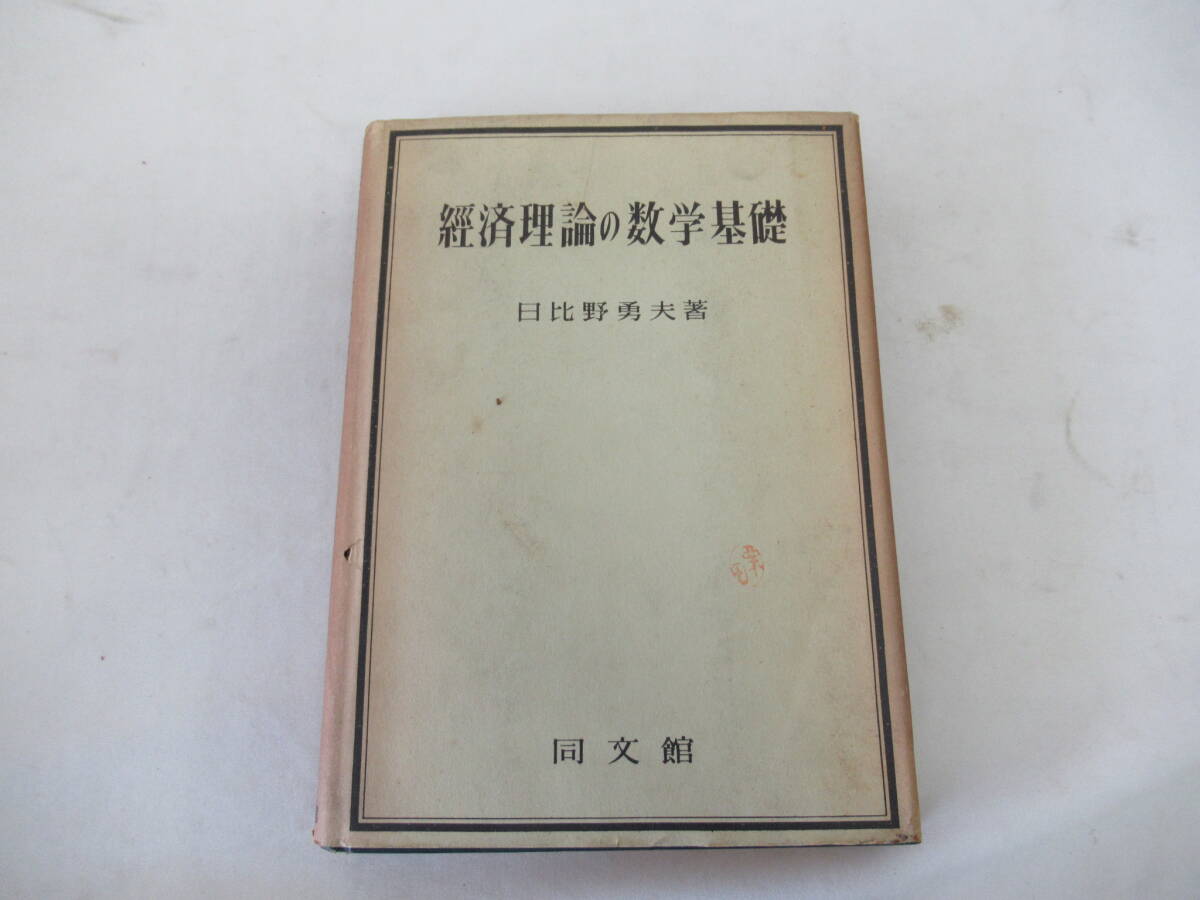 經済理論の数学基礎
日比野勇夫著
同文館